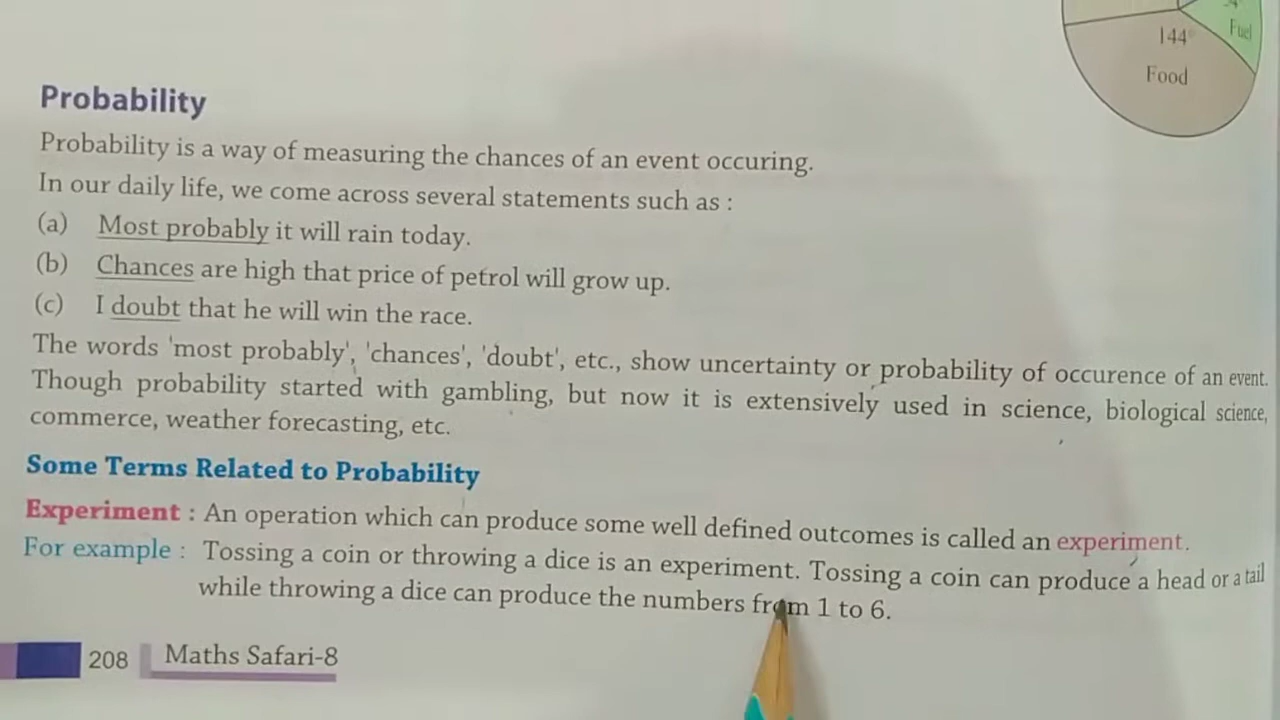 144°
Fuel
Food
Probability
Probability is a way of measuring the chances of an event occuring.
In our daily life, we come across several statements such as :
(a) Most probably it will rain today.
(b) Chances are high that price of petrol will grow up.
(c) I doubt that he will win the race.
The words 'most probably', 'chances', 'doubt', etc., show uncertainty or probability of occurence of an event.
Though probability started with gambling, but now it is extensively used in science, biological science,
commerce, weather forecasting, etc.
Some Terms Related to Probability
Experiment : An operation which can produce some well defined outcomes is called an experiment.
For example : Tossing a coin or throwing a dice is an experiment. Tossing a coin can produce a head or a tail
while throwing a dice can produce the numbers from 1 to 6.
208 Maths Safari-8